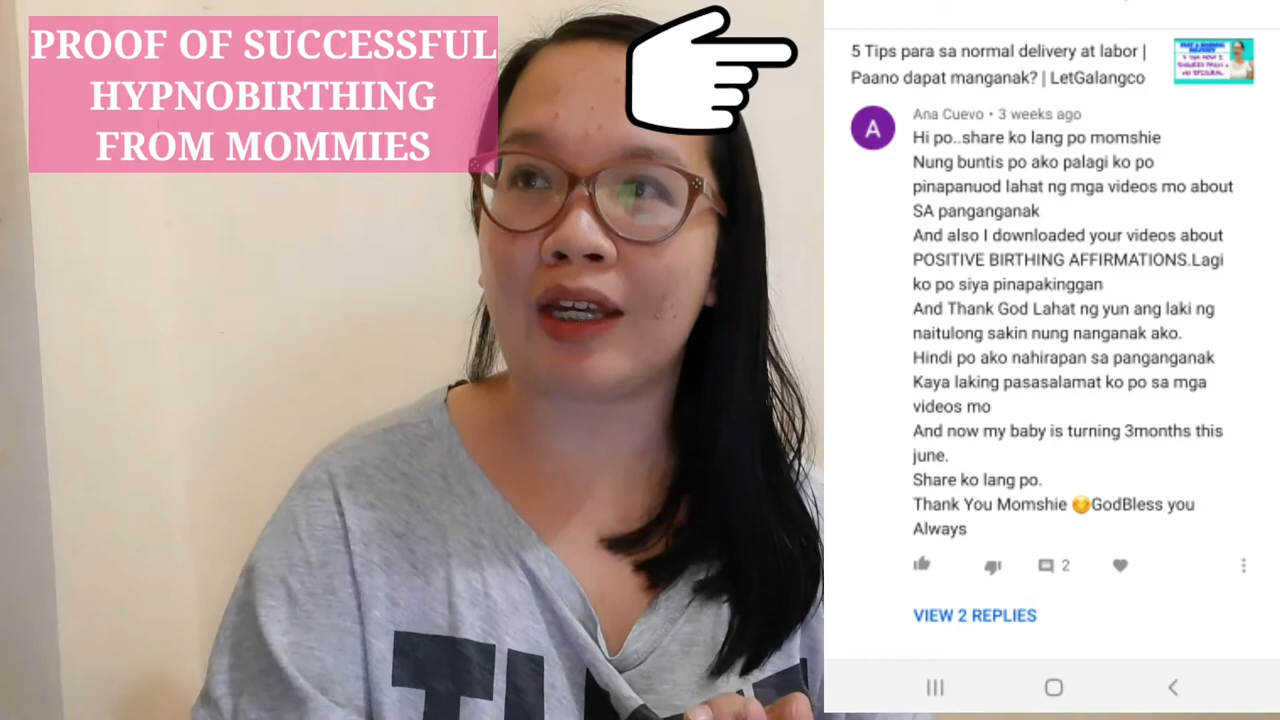 PROOF OF SUCCESSFUL
HYPNOBIRTHING
FROM MOMMIES
5 Tips para sa normal delivery at labor |
Paano dapat manganak? | LetGalangco
A
Ana Cuevo • 3 weeks ago
Hi po..share ko lang po momshie
Nung buntis po ako palagi ko po
pinapanuod lahat ng mga videos mo about
SA panganganak
And also I downloaded your videos about
POSITIVE BIRTHING AFFIRMATIONS.Lagi
ko po siya pinapakinggan
And Thank God Lahat ng yun ang laki ng
naitulong sakin nung nanganak ako.
Hindi po ako nahirapan sa panganganak
Kaya laking pasasalamat ko po sa mga
videos mo
And now my baby is turning 3months this
june.
Share ko lang po.
Thank You Momshie 😊GodBless you
Always
2
VIEW 2 REPLIES